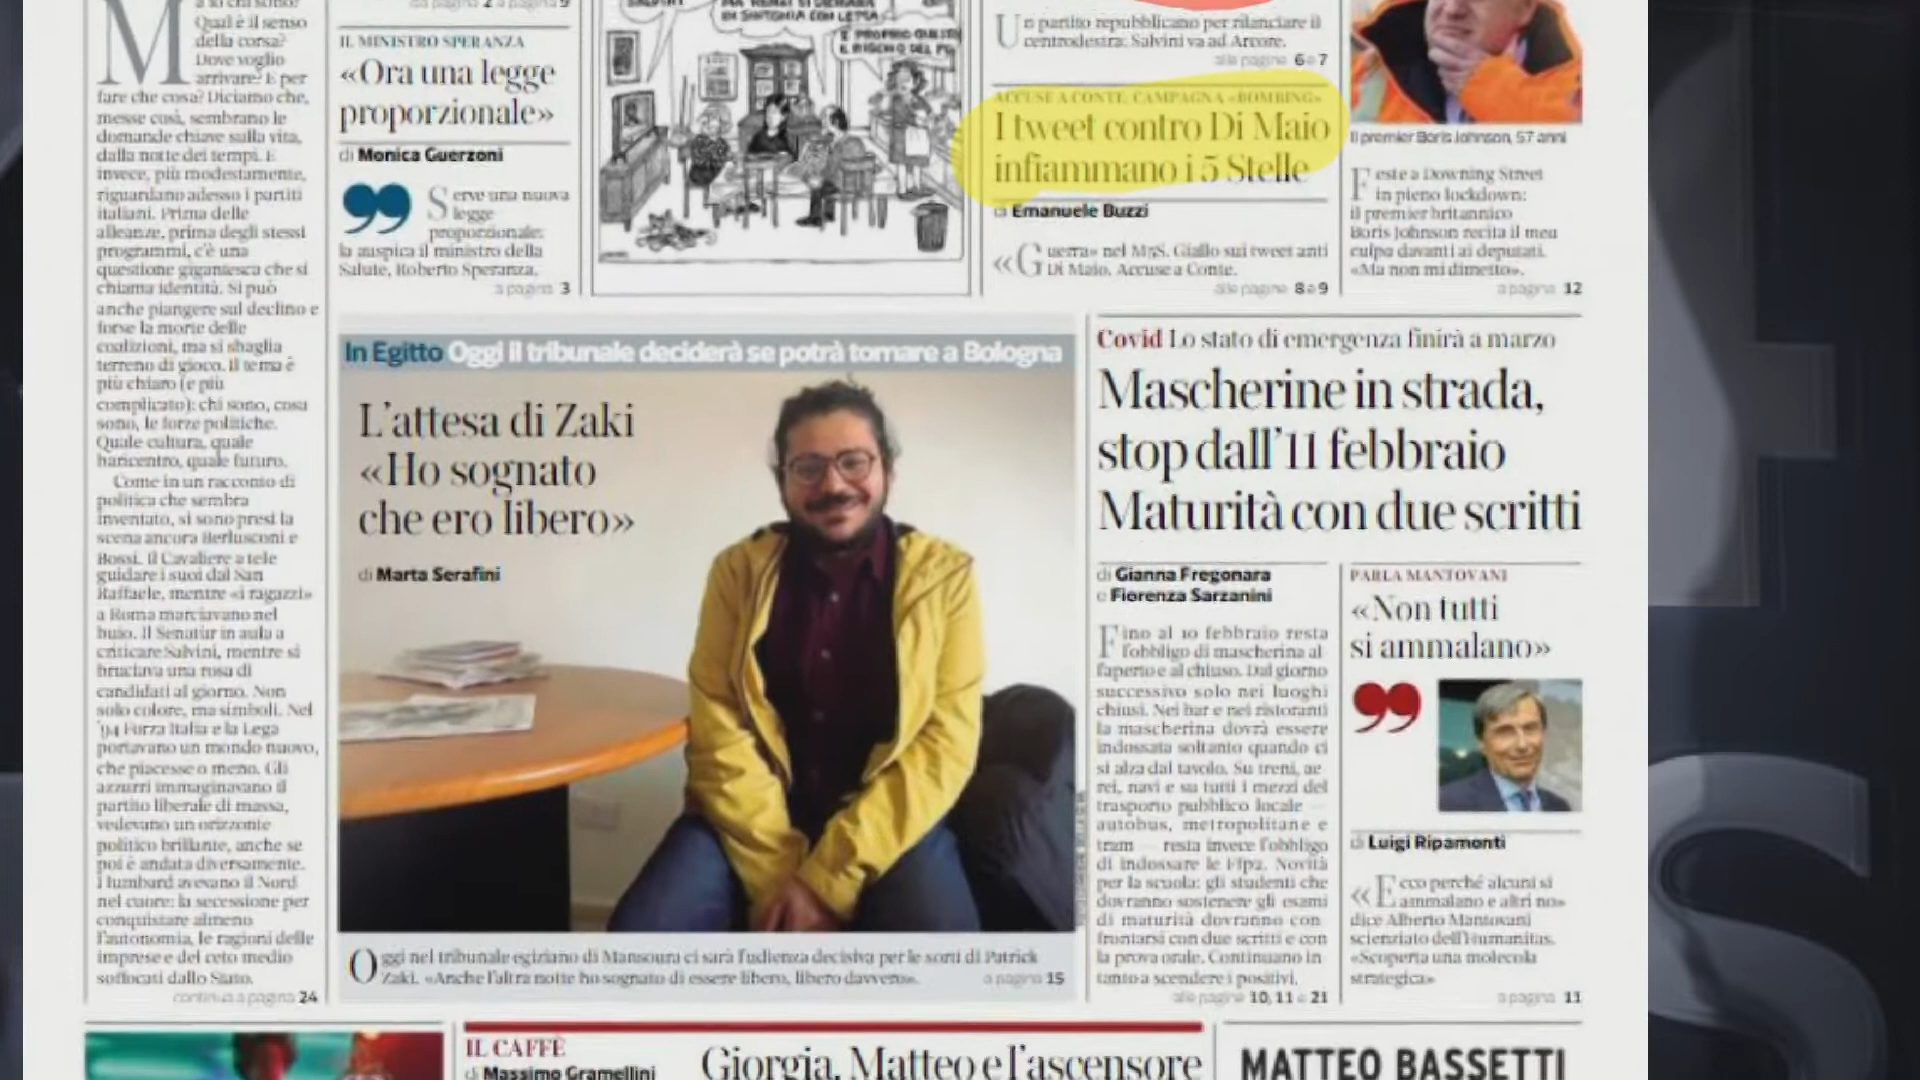 a sì chi sono?
M Qual è il senso
della corsa?
Dove voglio
arrivare? E per
fare che cosa? Diciamo che,
messe così, sembrano le
domande chiave sulla vita,
dalla notte dei tempi. E
invece, più modestamente,
riguardano adesso i partiti
italiani. Prima delle
alleanze, prima degli stessi
programmi, c'è una
questione gigantesca che si
chiama identità. Si può
anche piangere sul declino e
forse la morte delle
coalizioni, ma si sbaglia
terreno di gioco. Il tema è
più chiaro (e più
complicato): chi sono, cosa
sono, le forze politiche.
Quale cultura, quale
baricentro, quale futuro.
Come in un racconto di
politica che sembra
inventato, si sono presi la
scena ancora Berlusconi e
Bossi. Il Cavaliere a tele
guidare i suoi dal San
Raffaele, mentre «i ragazzi»
a Roma marciavano nel
buio. Il Senatùr in aula a
criticare Salvini, mentre si
bruciava una rosa di
candidati al giorno. Non
solo colore, ma simboli. Nel
'94 Forza Italia e la Lega
portavano un mondo nuovo,
che piacesse o meno. Gli
azzurri immaginavano il
partito liberale di massa,
vedevano un orizzonte
politico brillante, anche se
poi è andata diversamente.
I lumbard avevano il Nord
nel cuore: la secessione per
conquistare almeno
l'autonomia, le ragioni delle
imprese e del ceto medio
soffocati dallo Stato.
continua a pagina 24
da pagina 2 a pagina 9
IL MINISTRO SPERANZA
«Ora una legge
proporzionale»
di Monica Guerzoni
Serve una nuova
legge
proporzionale:
la auspica il ministro della
Salute, Roberto Speranza.
a pagina 3
DI SINTONIA CON LETTA
Un partito repubblicano per rilanciare il
centrodestra: Salvini va ad Arcore.
alle pagine 6 e 7
ACCUSE A CONTE, CAMPAGNA «BOMBING»
I tweet contro Di Maio
infiammano i 5 Stelle
di Emanuele Buzzi
«Guerra» nel M5S. Giallo sui tweet anti
Di Maio. Accuse a Conte.
alle pagine 8 e 9
Il premier Boris Johnson, 57 anni
Feste a Downing Street
in pieno lockdown:
il premier britannico
Boris Johnson recita il mea
culpa davanti ai deputati.
«Ma non mi dimetto».
a pagina 12
In Egitto Oggi il tribunale deciderà se potrà tornare a Bologna
L'attesa di Zaki
«Ho sognato
che ero libero»
di Marta Serafini
Oggi nel tribunale egiziano di Mansoura ci sarà l'udienza decisiva per le sorti di Patrick
Zaki. «Anche l'altra notte ho sognato di essere libero, libero davvero».
a pagina 15
Covid Lo stato di emergenza finirà a marzo
Mascherine in strada,
stop dall'11 febbraio
Maturità con due scritti
di Gianna Fregonara
e Fiorenza Sarzanini
Fino al 10 febbraio resta
l'obbligo di mascherina al
l'aperto e al chiuso. Dal giorno
successivo solo nei luoghi
chiusi. Nei bar e nei ristoranti
la mascherina dovrà essere
indossata soltanto quando ci
si alza dal tavolo. Su treni, ae
rei, navi e su tutti i mezzi del
trasporto pubblico locale —
autobus, metropolitane e
tram — resta invece l'obbligo
di indossare le Ffp2. Novità
per la scuola: gli studenti che
dovranno sostenere gli esami
di maturità dovranno con
frontarsi con due scritti e con
la prova orale. Continuano in
tanto a scendere i positivi.
alle pagine 10, 11 e 21
PARLA MANTOVANI
«Non tutti
si ammalano»
di Luigi Ripamonti
«Ecco perché alcuni si
ammalano e altri no»
dice Alberto Mantovani
scienziato dell'Humanitas.
«Scoperta una molecola
strategica»
a pagina 11
IL CAFFÈ
di Massimo Gramellini
Giorgia, Matteo e l'ascensore
MATTEO BASSETTI